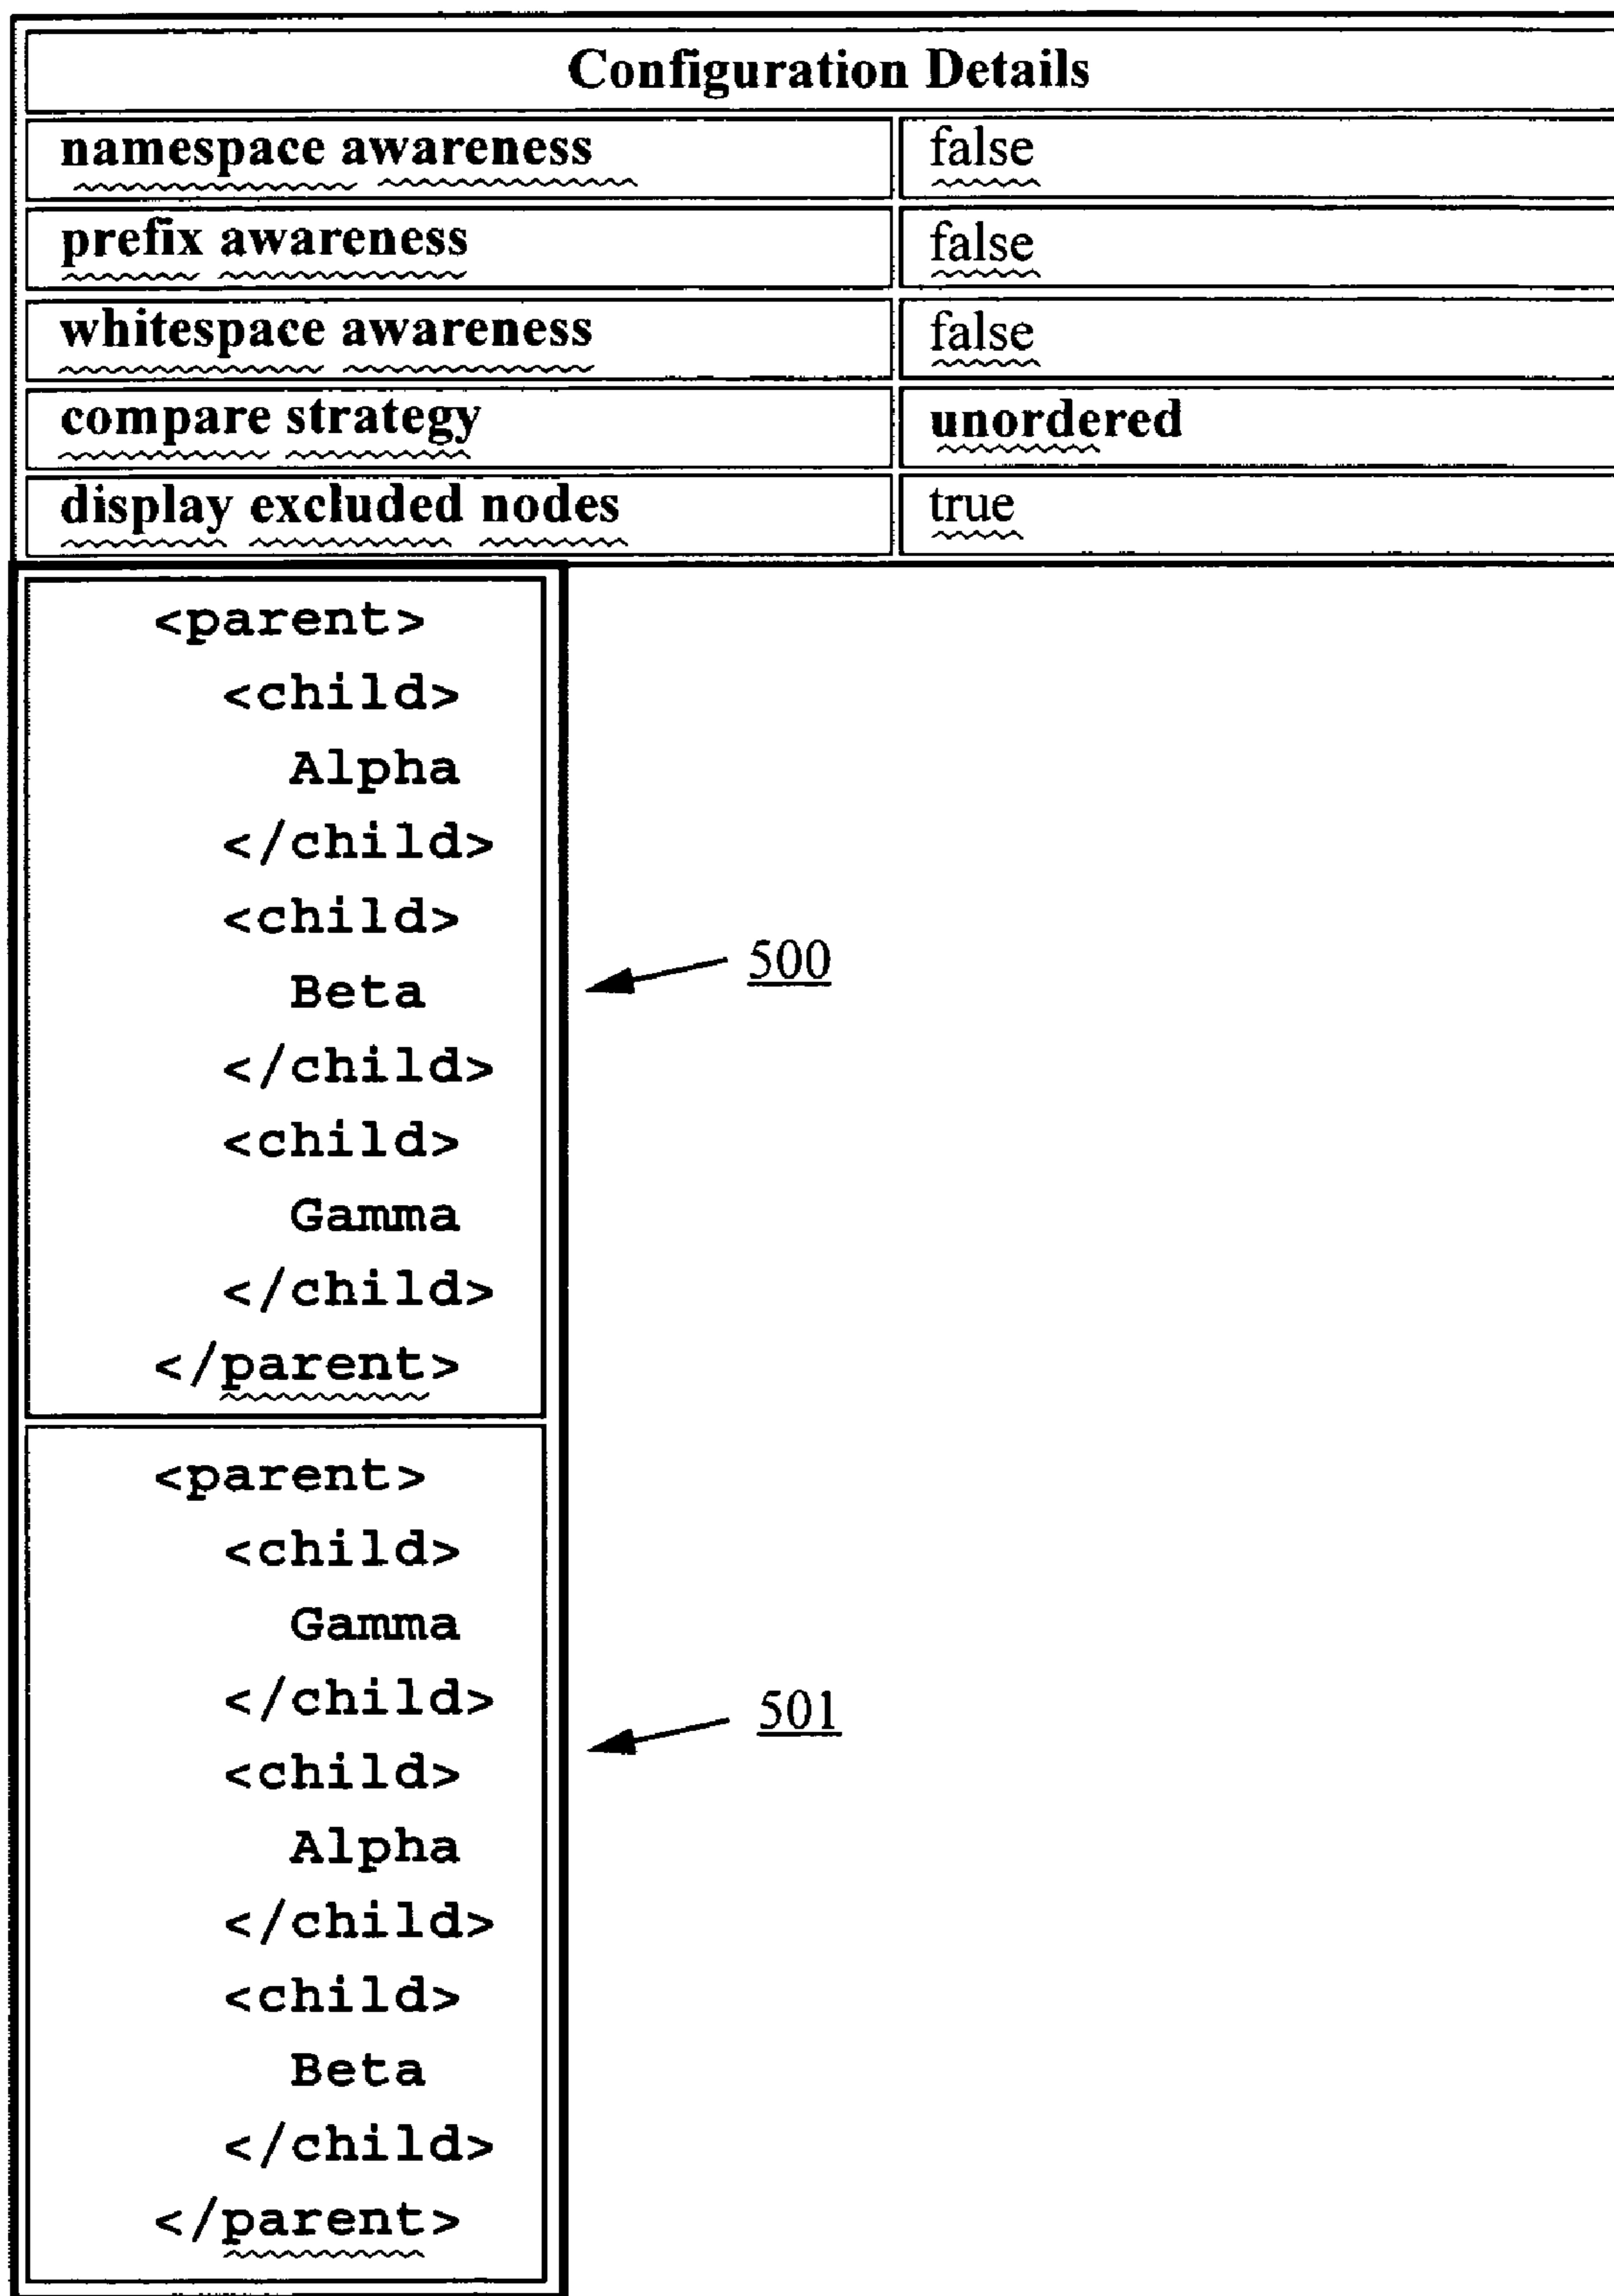 Configuration Details
namespace awareness false
prefix awareness false
whitespace awareness false
compare strategy unordered
display excluded nodes true
<parent>
<child>
Alpha
</child>
<child>
Beta
</child>
<child>
Gamma
</child>
</parent>
500
<parent>
<child>
Gamma
</child>
<child>
Alpha
</child>
<child>
Beta
</child>
</parent>
501